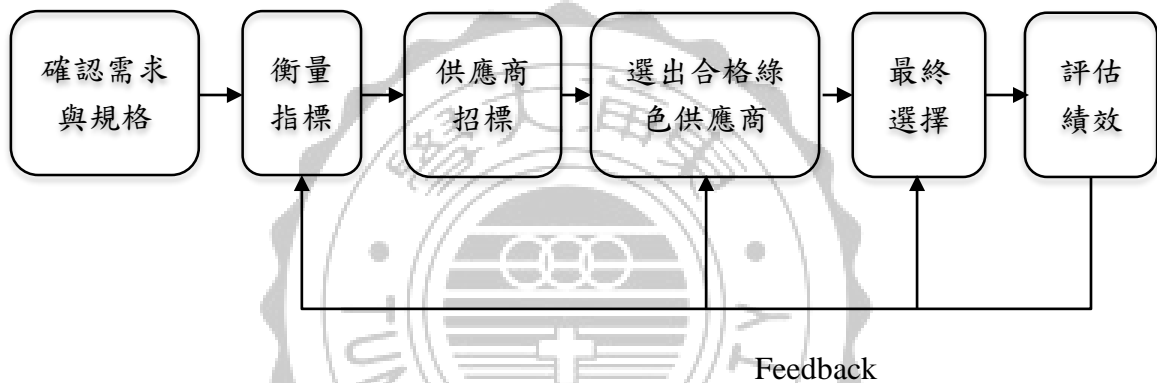 確認需求
與規格
衡量
指標
供應商
招標
選出合格綠
色供應商
最終
選擇
評估
績效
Feedback